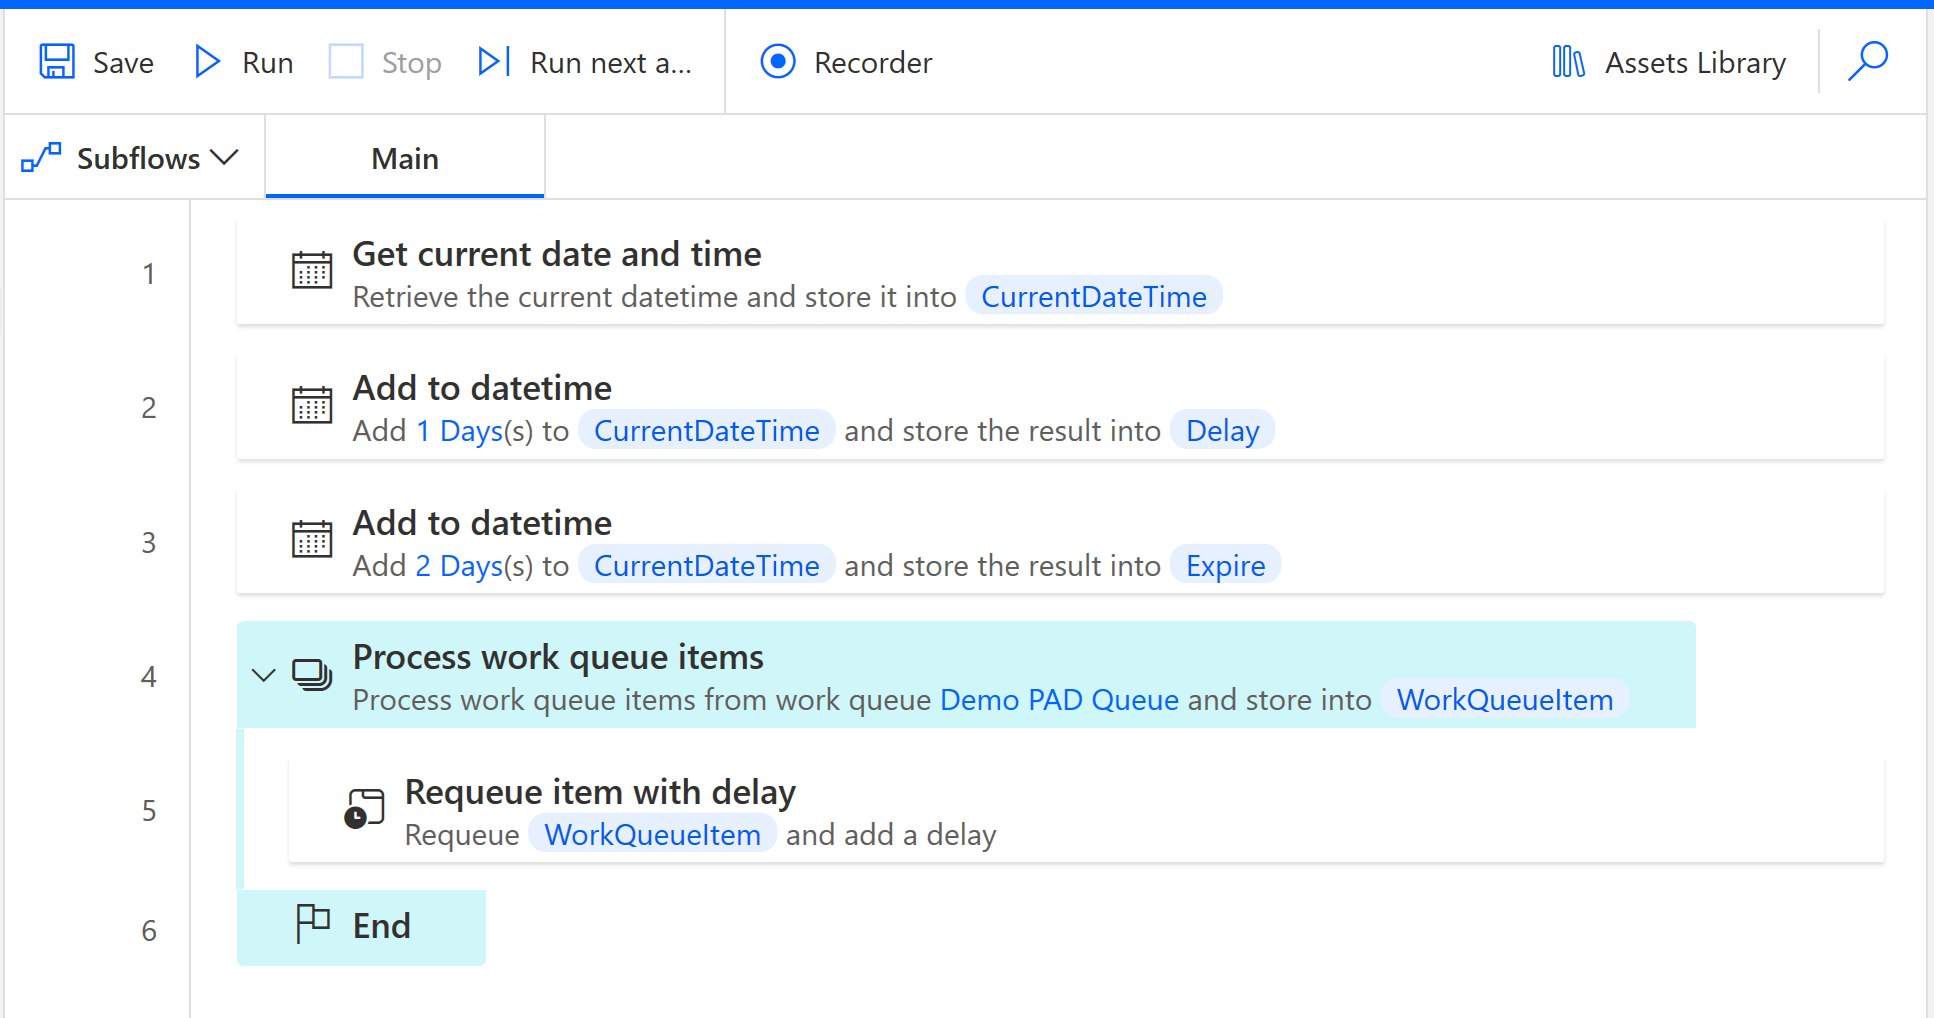 Save Run Stop Run next a... Recorder Assets Library
Subflows Main
1 Get current date and time
Retrieve the current datetime and store it into CurrentDateTime
2 Add to datetime
Add 1 Days(s) to CurrentDateTime and store the result into Delay
3 Add to datetime
Add 2 Days(s) to CurrentDateTime and store the result into Expire
4 Process work queue items
Process work queue items from work queue Demo PAD Queue and store into WorkQueueItem
5 Requeue item with delay
Requeue WorkQueueItem and add a delay
6 End